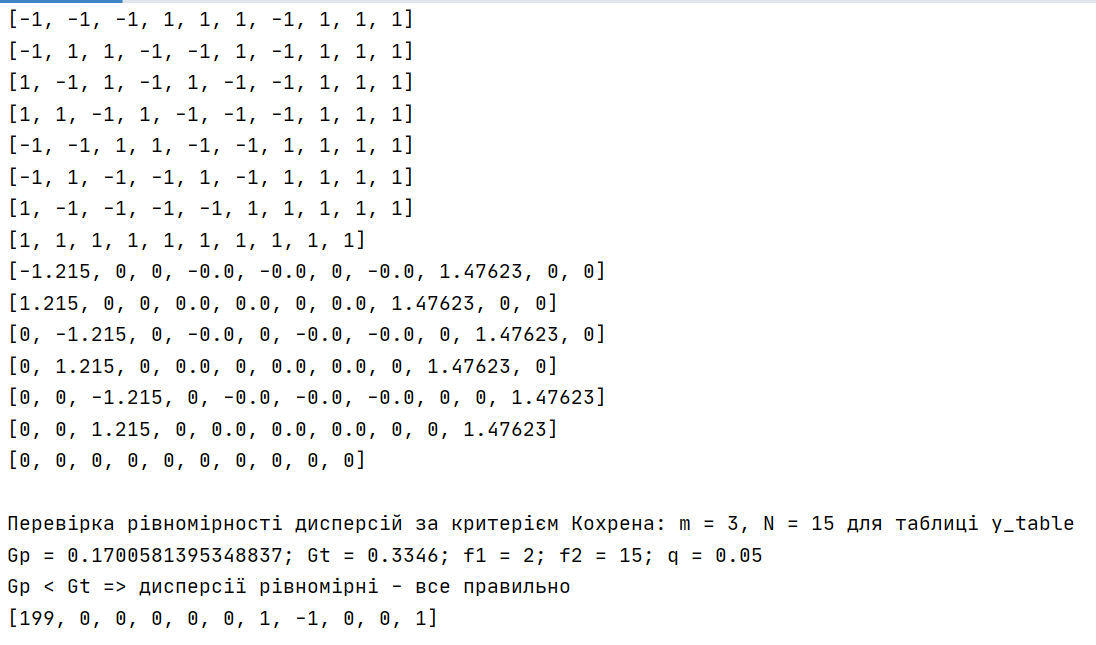 [-1, -1, -1, 1, 1, 1, -1, 1, 1, 1]
[-1, 1, 1, -1, -1, 1, -1, 1, 1, 1]
[1, -1, 1, -1, 1, -1, -1, 1, 1, 1]
[1, 1, -1, 1, -1, -1, -1, 1, 1, 1]
[-1, -1, 1, 1, -1, -1, 1, 1, 1, 1]
[-1, 1, -1, -1, 1, -1, 1, 1, 1, 1]
[1, -1, -1, -1, -1, 1, 1, 1, 1, 1]
[1, 1, 1, 1, 1, 1, 1, 1, 1, 1]
[-1.215, 0, 0, -0.0, -0.0, 0, -0.0, 1.47623, 0, 0]
[1.215, 0, 0, 0.0, 0.0, 0, 0.0, 1.47623, 0, 0]
[0, -1.215, 0, -0.0, 0, -0.0, -0.0, 0, 1.47623, 0]
[0, 1.215, 0, 0.0, 0, 0.0, 0.0, 0, 1.47623, 0]
[0, 0, -1.215, 0, -0.0, -0.0, -0.0, 0, 0, 1.47623]
[0, 0, 1.215, 0, 0.0, 0.0, 0.0, 0, 0, 1.47623]
[0, 0, 0, 0, 0, 0, 0, 0, 0, 0]
Перевірка рівномірності дисперсій за критерієм Кохрена: m = 3, N = 15 для таблиці y_table
Gp = 0.1700581395348837; Gt = 0.3346; f1 = 2; f2 = 15; q = 0.05
Gp < Gt => дисперсії рівномірні - все правильно
[199, 0, 0, 0, 0, 0, 1, -1, 0, 0, 1]